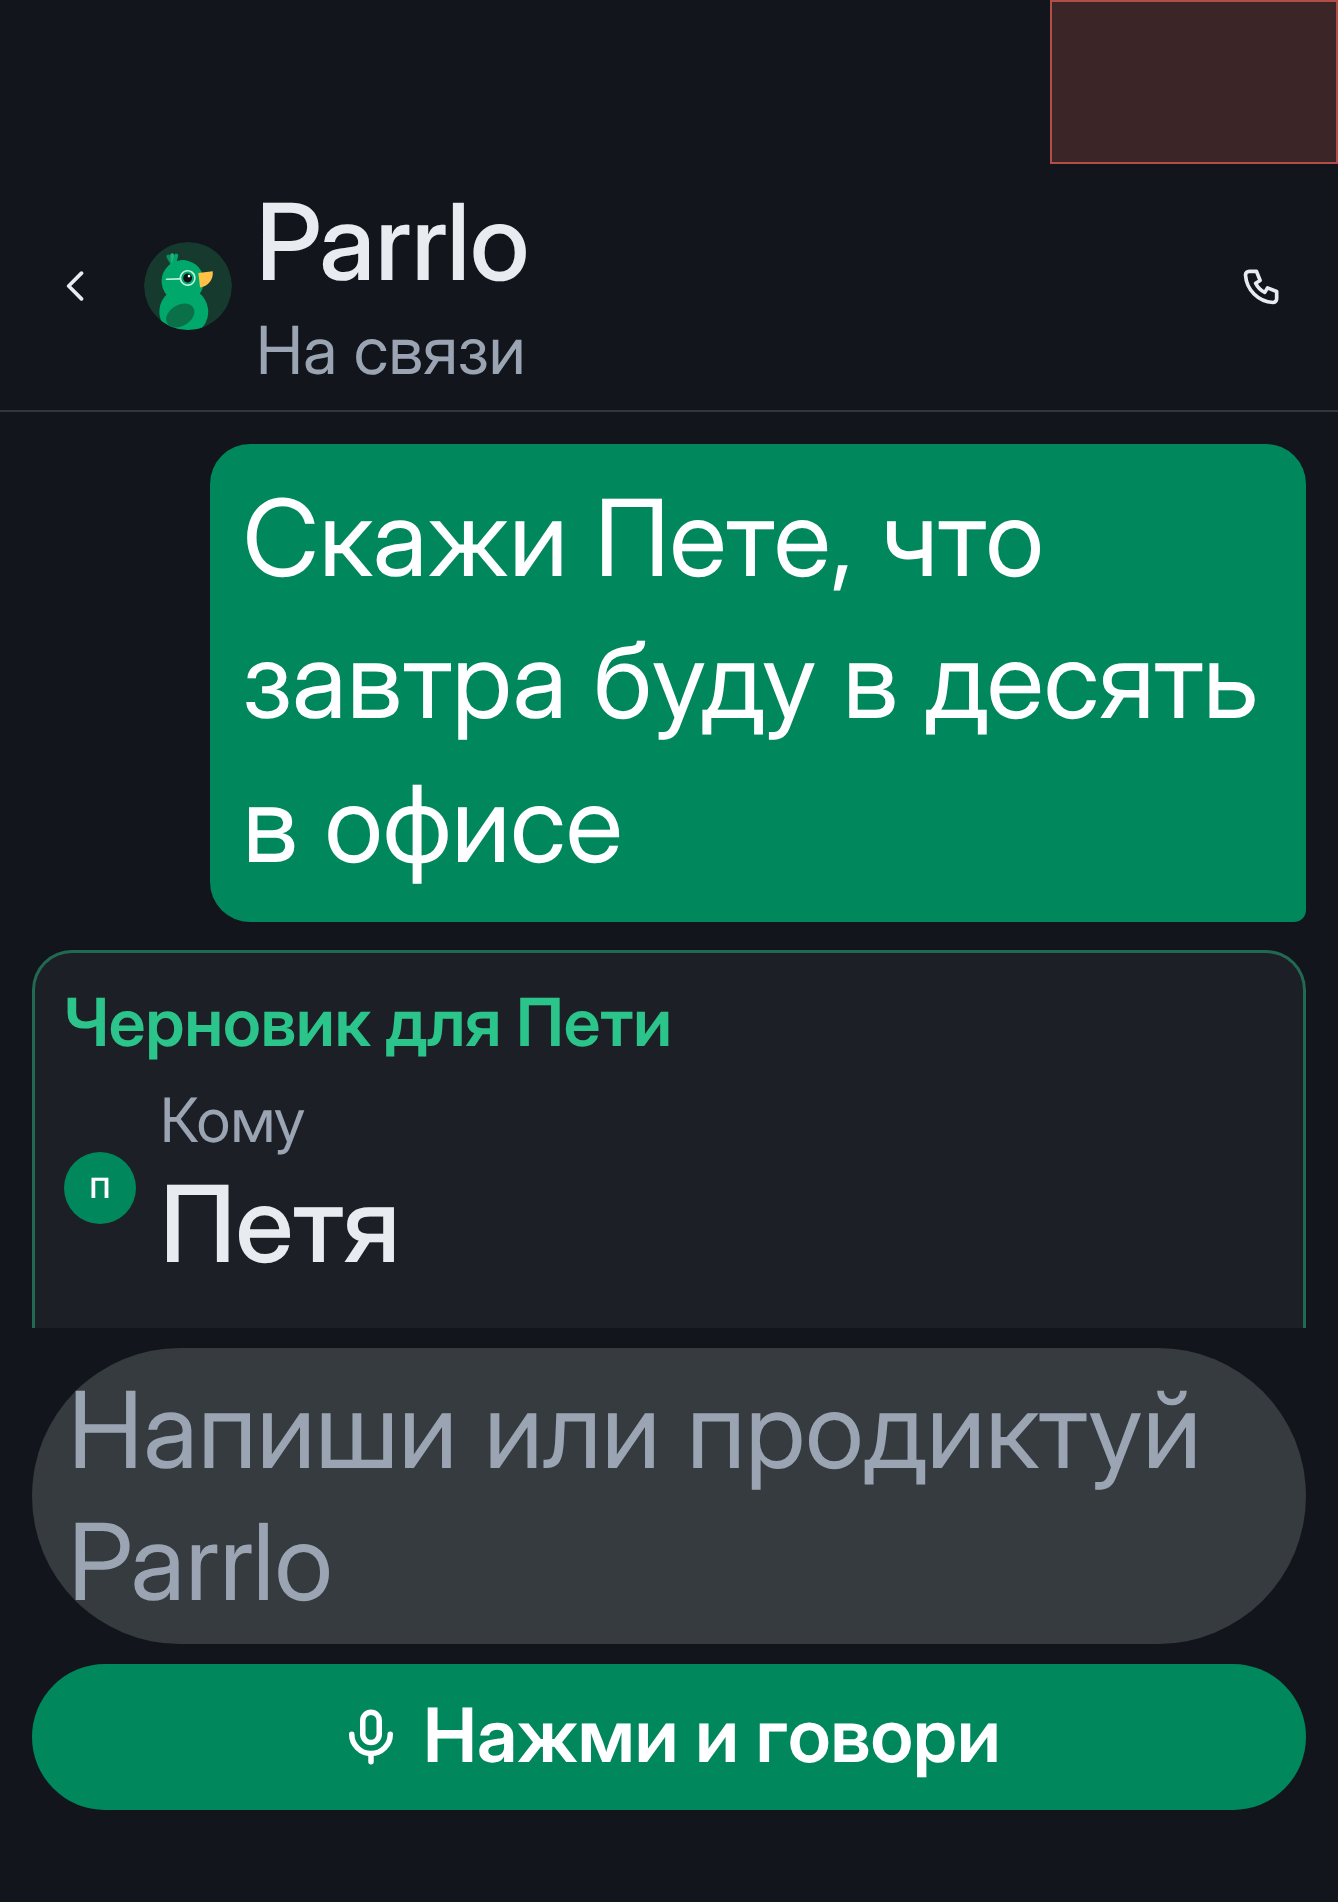 Parrlo
На связи
Скажи Пете, что
завтра буду в десять
в офисе
Черновик для Пети
Кому
П
Петя
Напиши или продиктуй
Parrlo
Нажми и говори